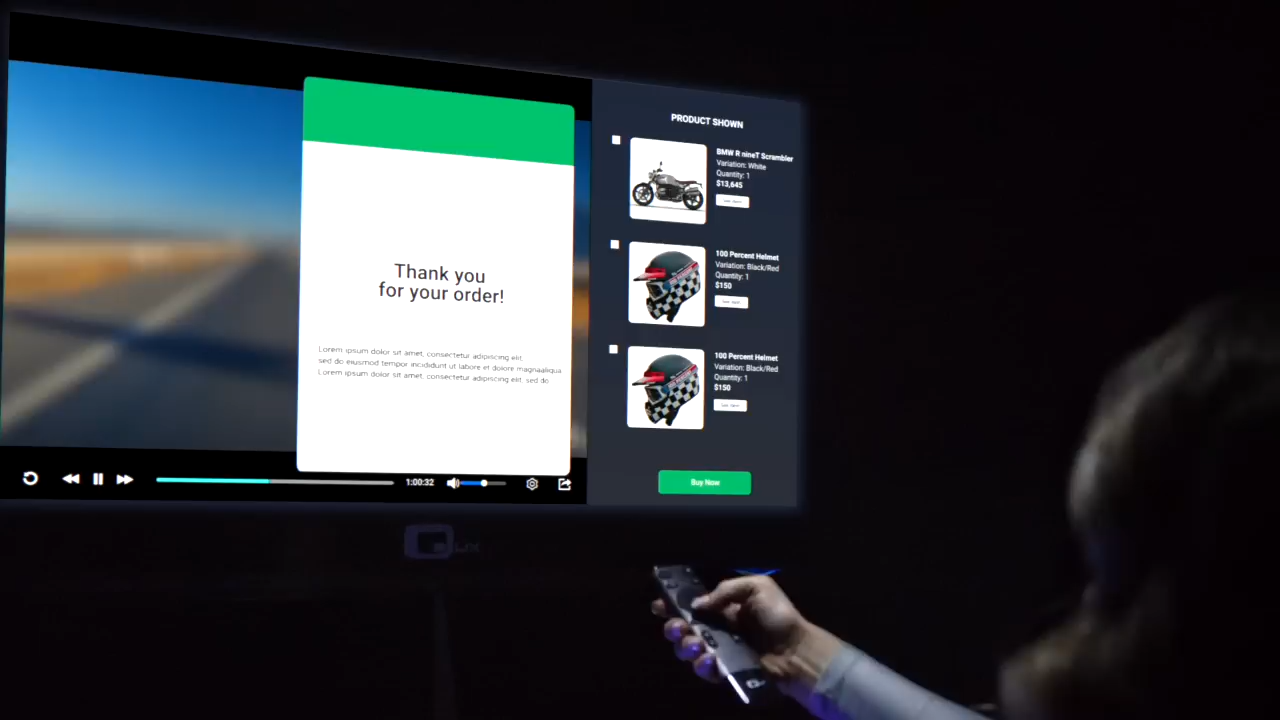 Thank you
for your order!
Lorem ipsum dolor sit amet, consectetur adipiscing elit,
sed do eiusmod tempor incididunt ut labore et dolore magnaaliqua
Lorem ipsum dolor sit amet, consectetur adipiscing elit, sed do
1:00:32
PRODUCT SHOWN
BMW R nineT Scrambler
Variation: White
Quantity: 1
$13,645
100 Percent Helmet
Variation: Black/Red
Quantity: 1
$150
100 Percent Helmet
Variation: Black/Red
Quantity: 1
$150
Buy Now